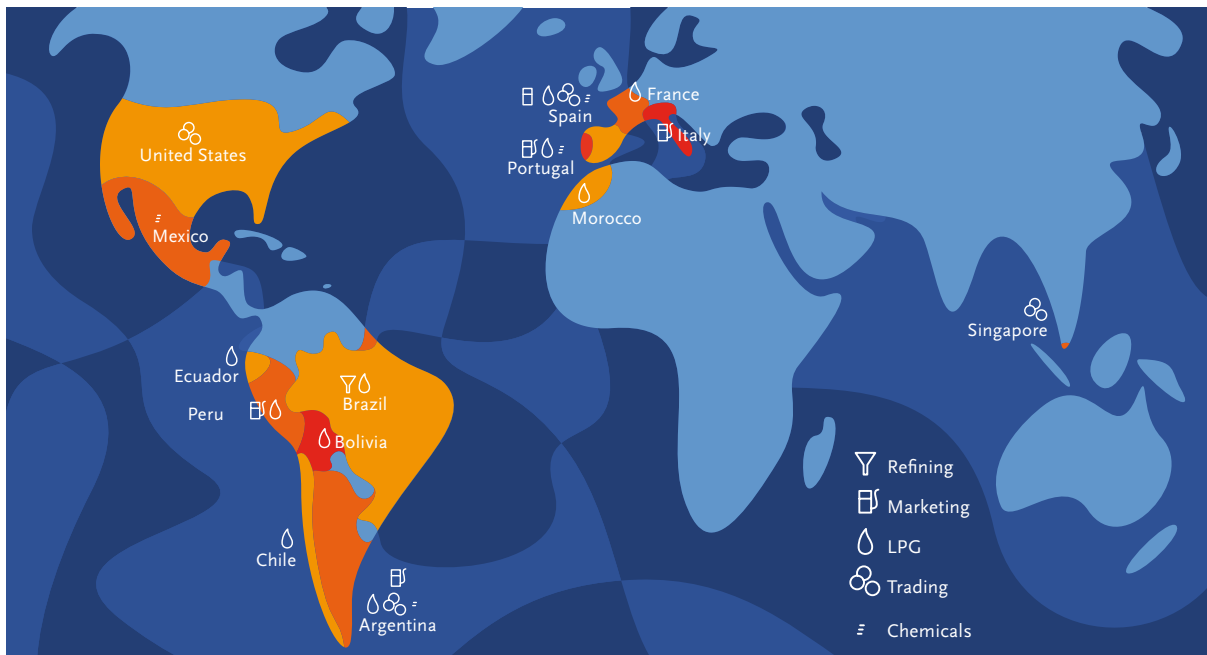 France
Spain
Italy
United States
Portugal
Morocco
Mexico
Singapore
Ecuador
Brazil
Peru
Bolivia
Refining
Marketing
LPG
Chile
Trading
Argentina
Chemicals